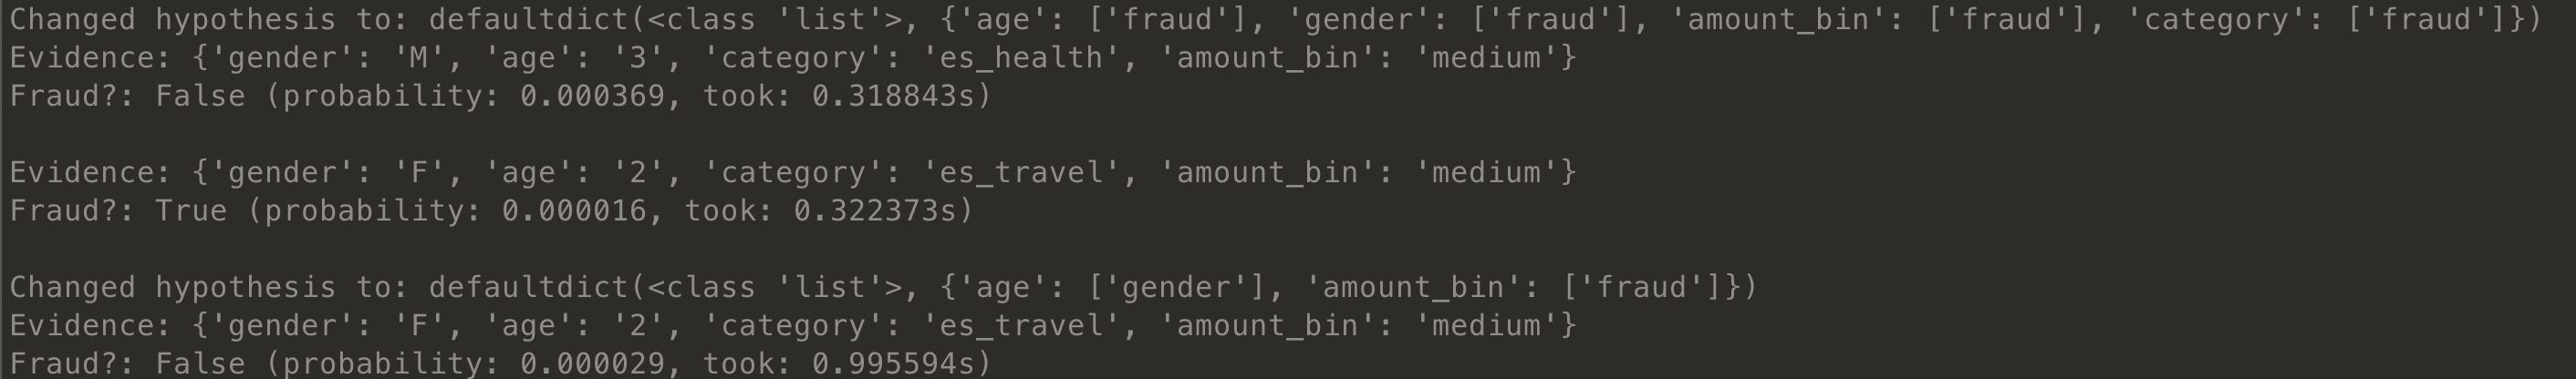 Changed hypothesis to: defaultdict(<class 'list'>, {'age': ['fraud'], 'gender': ['fraud'], 'amount_bin': ['fraud'], 'category': ['fraud']})
Evidence: {'gender': 'M', 'age': '3', 'category': 'es_health', 'amount_bin': 'medium'}
Fraud?: False (probability: 0.000369, took: 0.318843s)
Evidence: {'gender': 'F', 'age': '2', 'category': 'es_travel', 'amount_bin': 'medium'}
Fraud?: True (probability: 0.000016, took: 0.322373s)
Changed hypothesis to: defaultdict(<class 'list'>, {'age': ['gender'], 'amount_bin': ['fraud']})
Evidence: {'gender': 'F', 'age': '2', 'category': 'es_travel', 'amount_bin': 'medium'}
Fraud?: False (probability: 0.000029, took: 0.995594s)